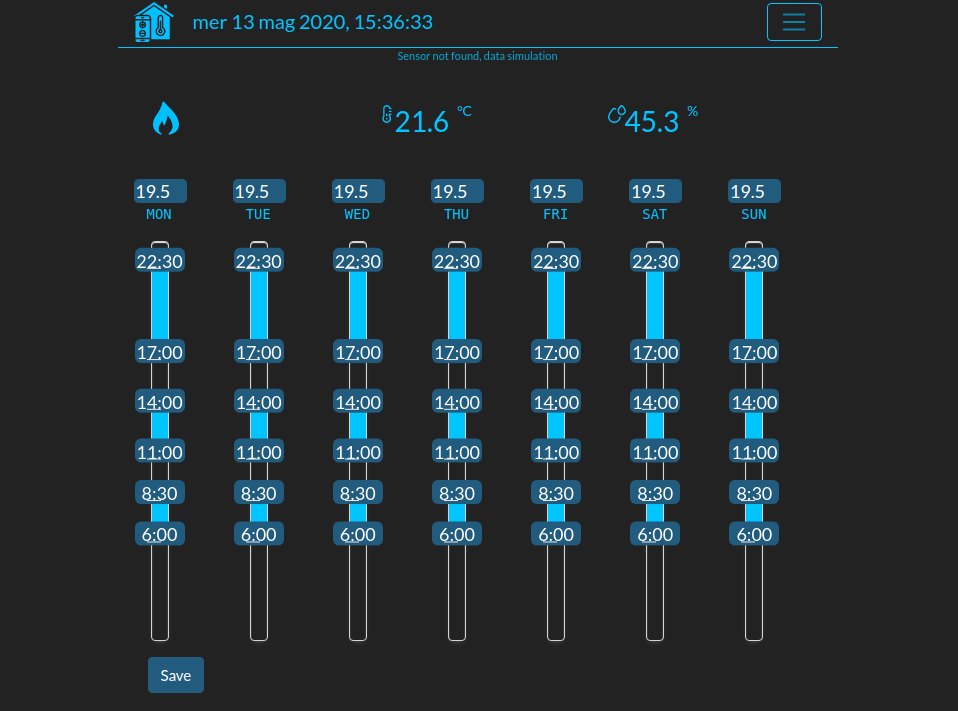 mer 13 mag 2020, 15:36:33
Sensor not found, data simulation
21.6 °C 45.3 %
19.5 19.5 19.5 19.5 19.5 19.5 19.5
MON TUE WED THU FRI SAT SUN
22:30 22:30 22:30 22:30 22:30 22:30 22:30
17:00 17:00 17:00 17:00 17:00 17:00 17:00
14:00 14:00 14:00 14:00 14:00 14:00 14:00
11:00 11:00 11:00 11:00 11:00 11:00 11:00
8:30 8:30 8:30 8:30 8:30 8:30 8:30
6:00 6:00 6:00 6:00 6:00 6:00 6:00
Save